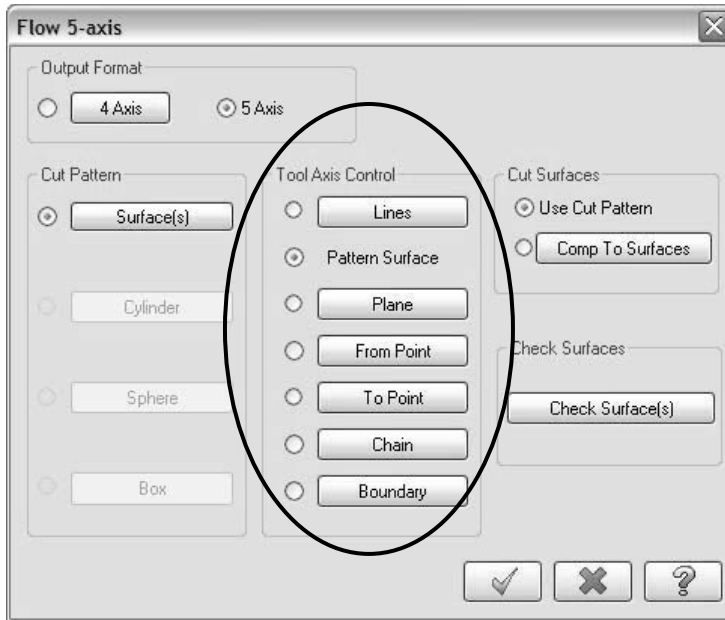 Flow 5-axis
Output Format
4 Axis
5 Axis
Cut Pattern
Surface(s)
Cylinder
Sphere
Box
Tool Axis Control
Lines
Pattern Surface
Plane
From Point
To Point
Chain
Boundary
Cut Surfaces
Use Cut Pattern
Comp To Surfaces
Check Surfaces
Check Surface(s)